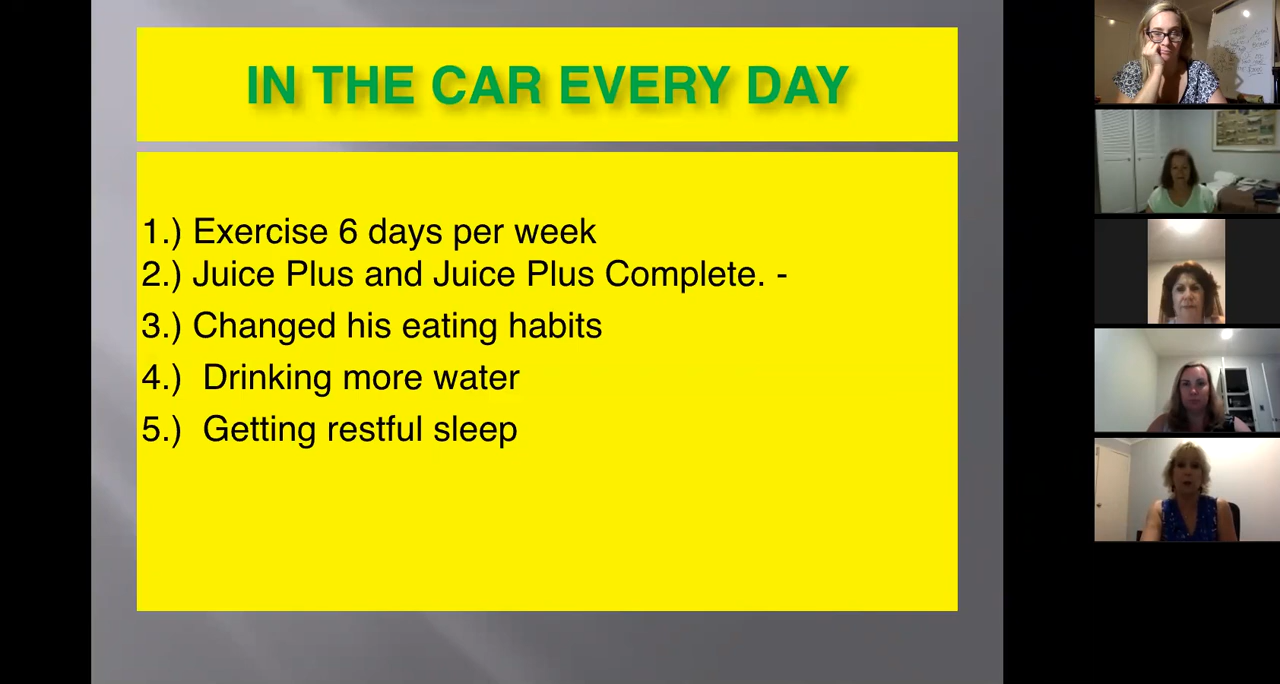 IN THE CAR EVERY DAY
1.) Exercise 6 days per week
2.) Juice Plus and Juice Plus Complete. -
3.) Changed his eating habits
4.) Drinking more water
5.) Getting restful sleep